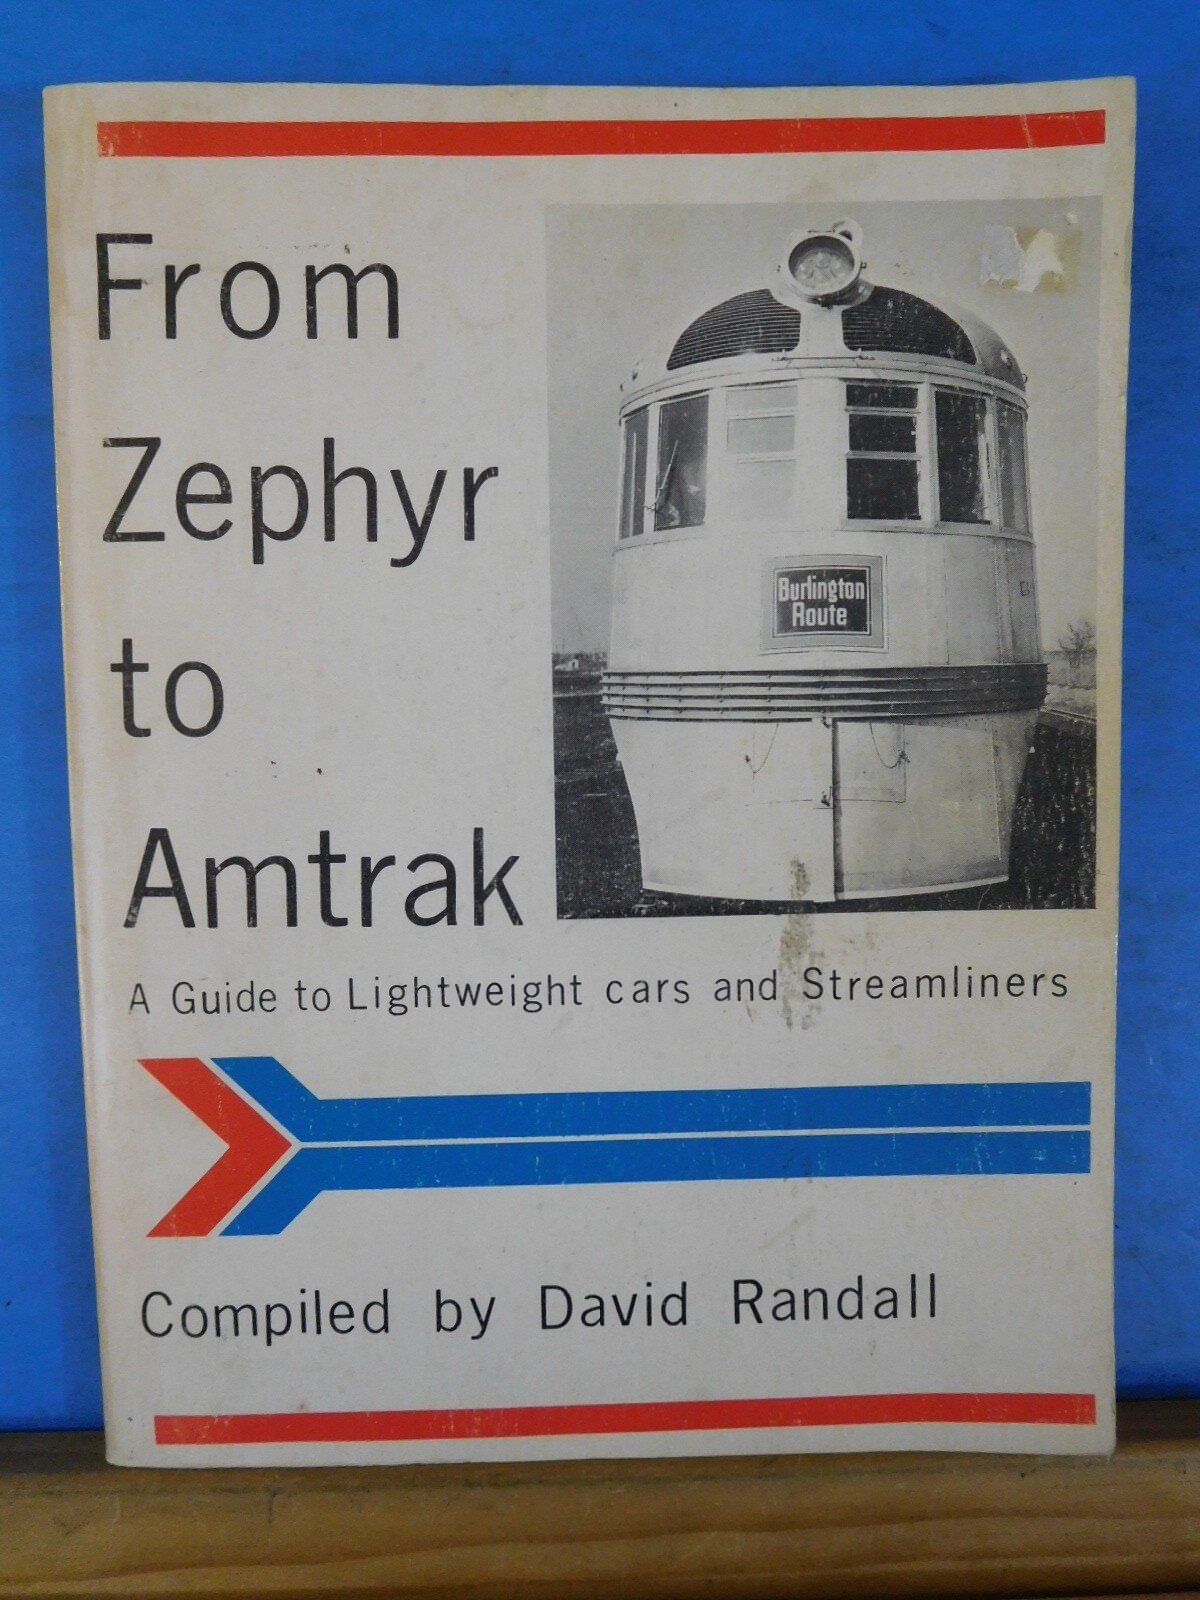 From
Zephyr
to
Amtrak
Burlington
Route
A Guide to Lightweight cars and Streamliners
Compiled by David Randall